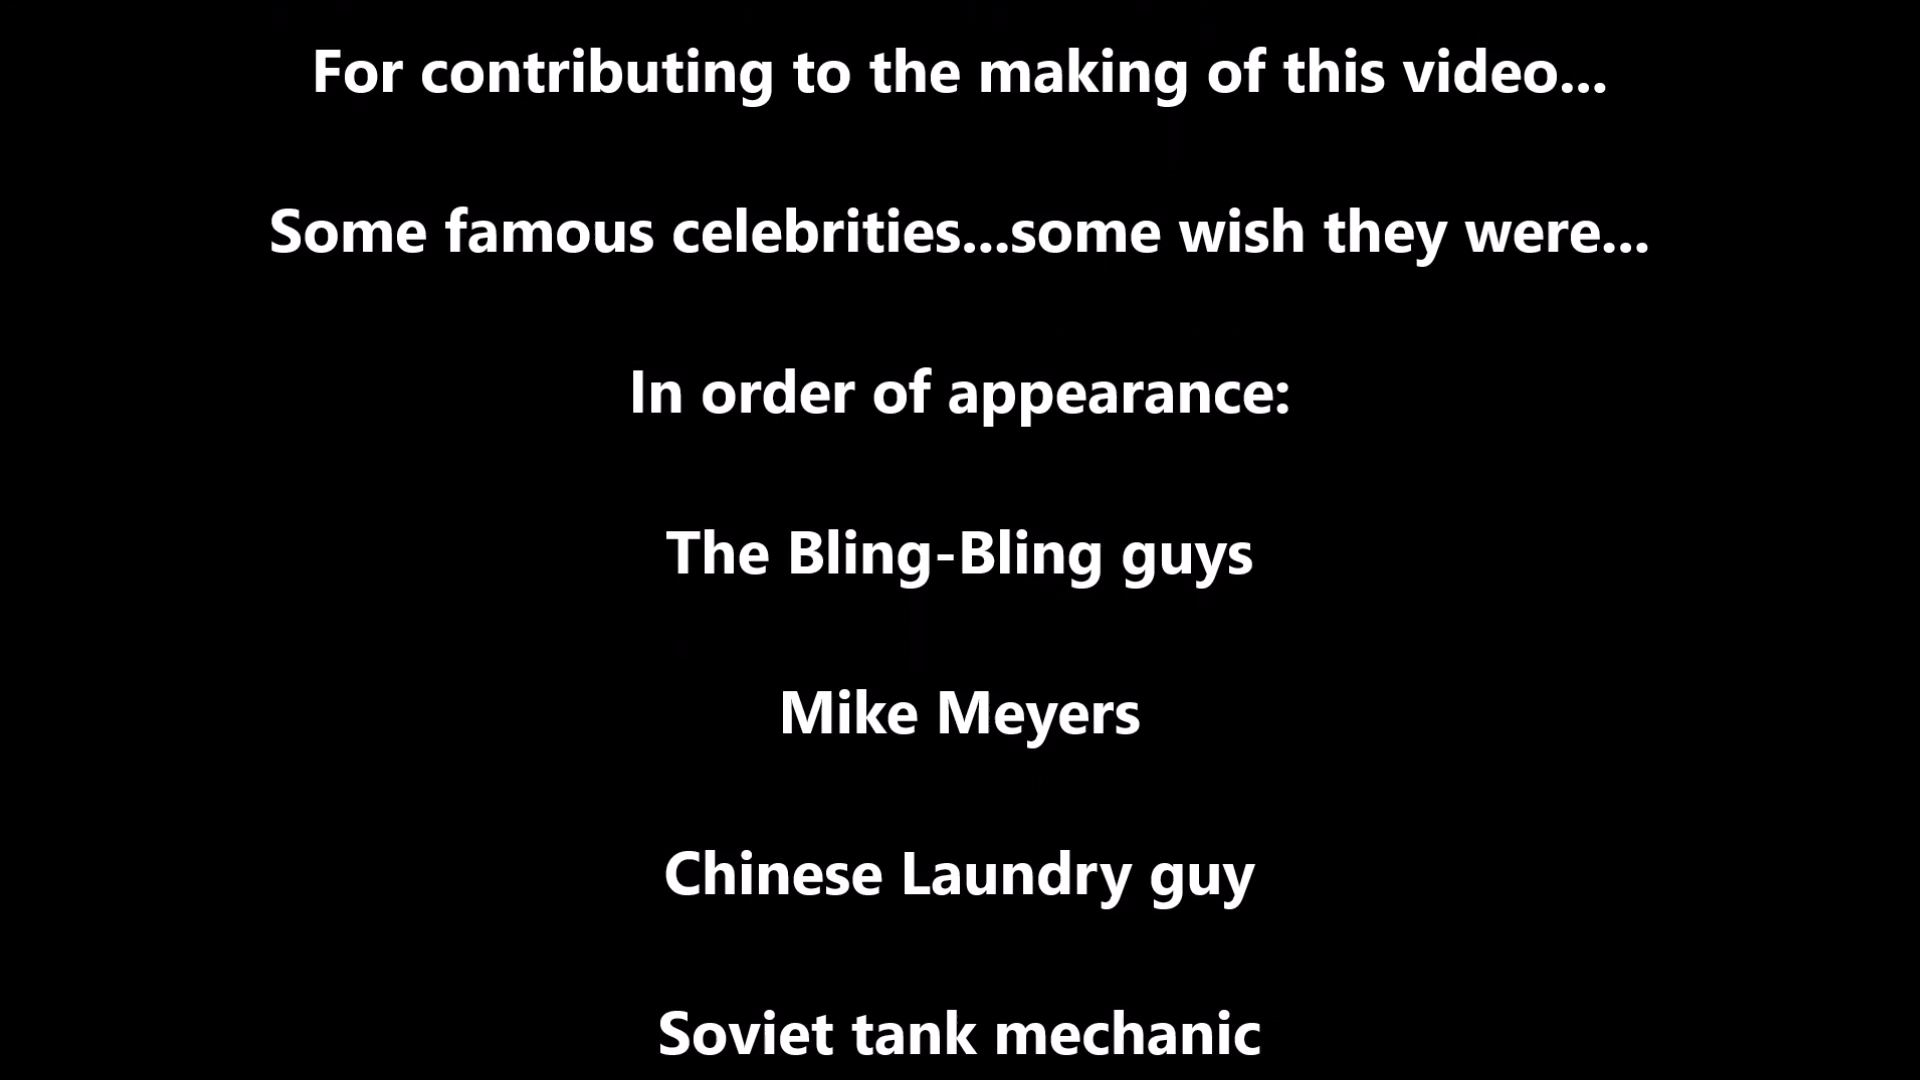 For contributing to the making of this video...
Some famous celebrities...some wish they were...
In order of appearance:
The Bling-Bling guys
Mike Meyers
Chinese Laundry guy
Soviet tank mechanic